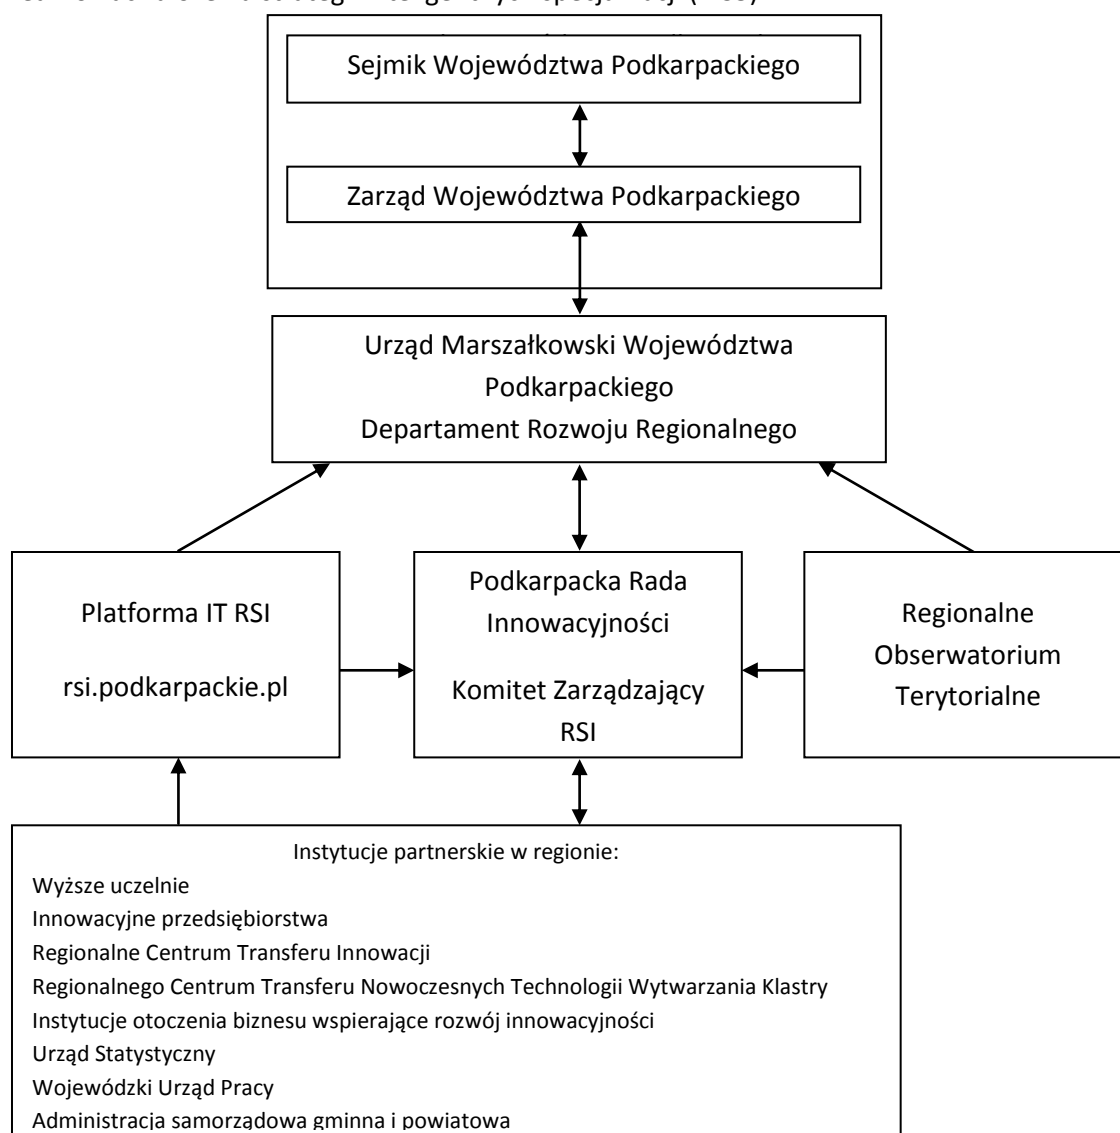 Sejmik Województwa Podkarpackiego
Zarząd Województwa Podkarpackiego
Urząd Marszałkowski Województwa
Podkarpackiego
Departament Rozwoju Regionalnego
Platforma IT RSI
rsi.podkarpackie.pl
Podkarpacka Rada
Innowacyjności
Komitet Zarządzający
RSI
Regionalne
Obserwatorium
Terytorialne
Instytucje partnerskie w regionie:
Wyższe uczelnie
Innowacyjne przedsiębiorstwa
Regionalne Centrum Transferu Innowacji
Regionalnego Centrum Transferu Nowoczesnych Technologii Wytwarzania Klastry
Instytucje otoczenia biznesu wspierające rozwój innowacyjności
Urząd Statystyczny
Wojewódzki Urząd Pracy
Administracja samorządowa gminna i powiatowa